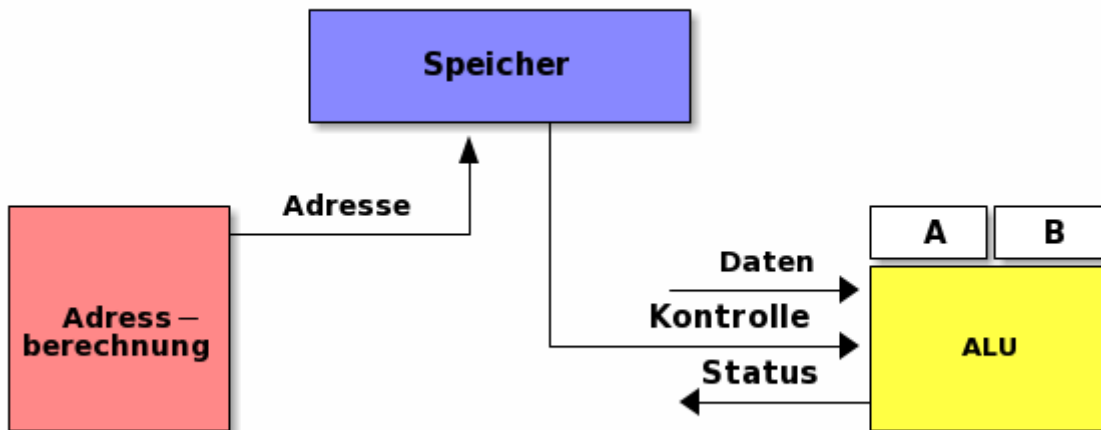 Speicher
Adresse
Adress–
berechnung
A
B
Daten
Kontrolle
Status
ALU